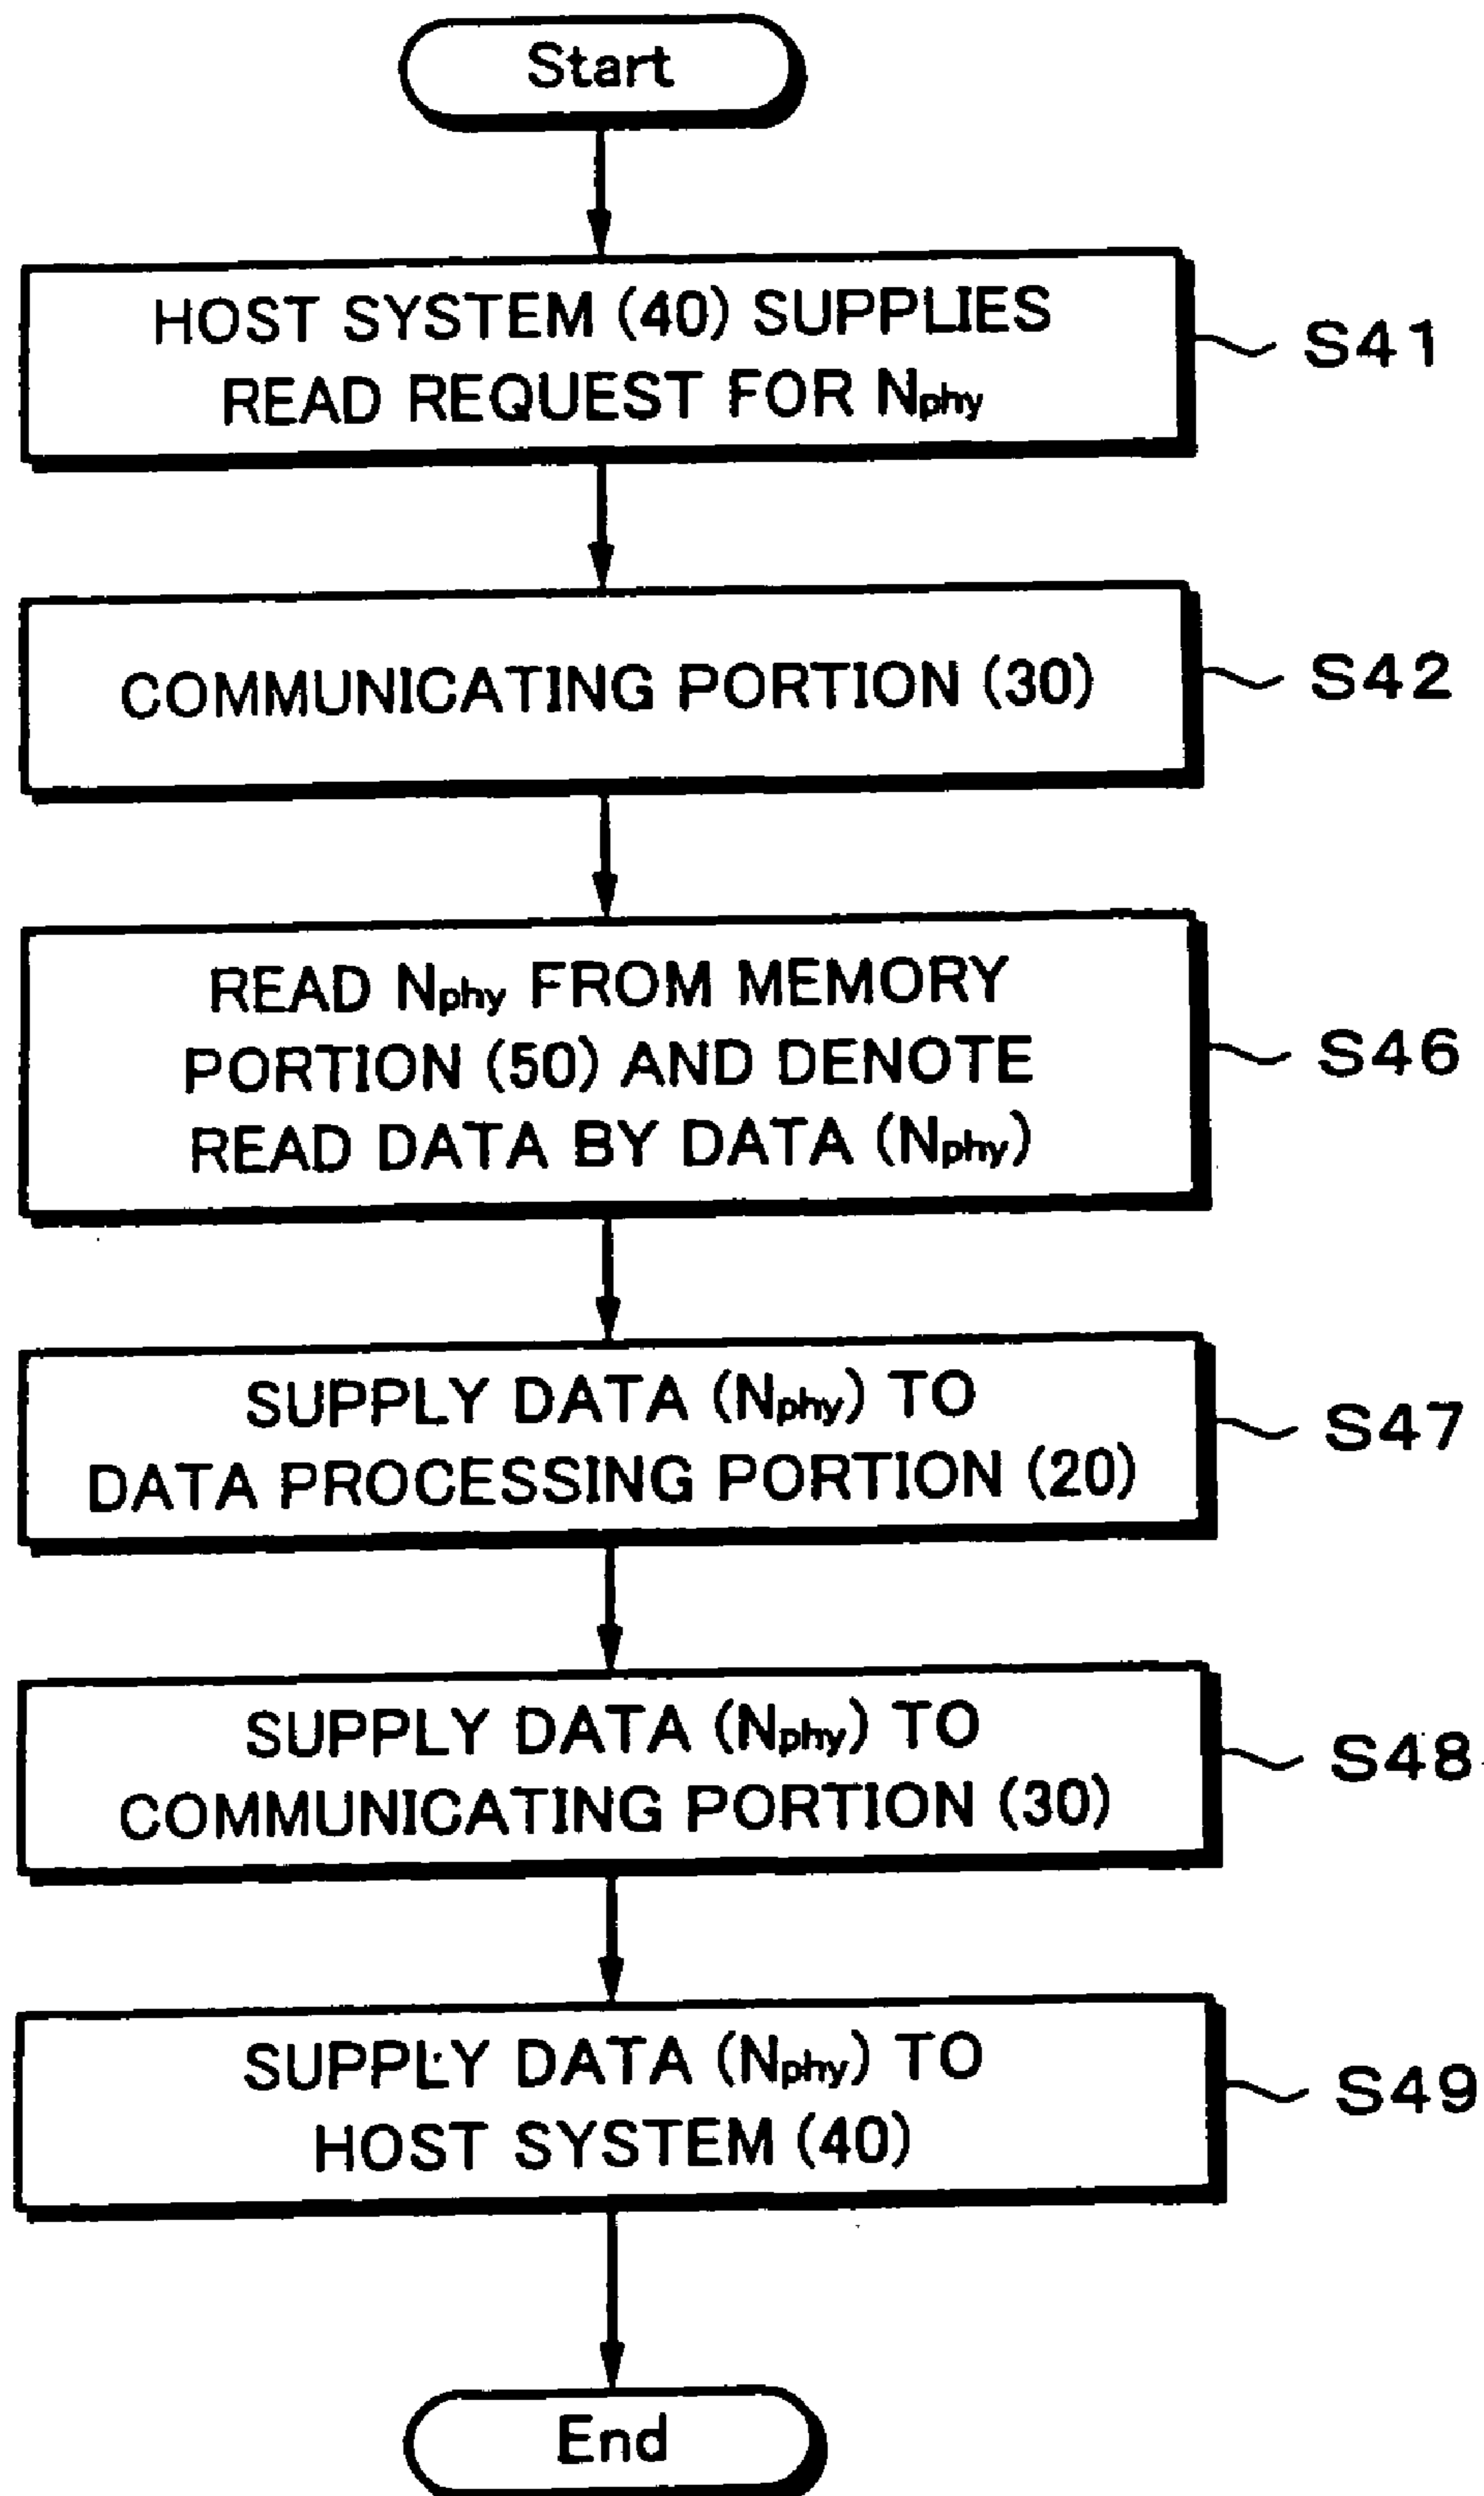 Start
HOST SYSTEM (40) SUPPLIES
READ REQUEST FOR Nphy
S41
COMMUNICATING PORTION (30)
S42
READ Nphy FROM MEMORY
PORTION (50) AND DENOTE
READ DATA BY DATA (Nphy)
S46
SUPPLY DATA (Nphy) TO
DATA PROCESSING PORTION (20)
S47
SUPPLY DATA (Nphy) TO
COMMUNICATING PORTION (30)
S48
SUPPLY DATA (Nphy) TO
HOST SYSTEM (40)
S49
End